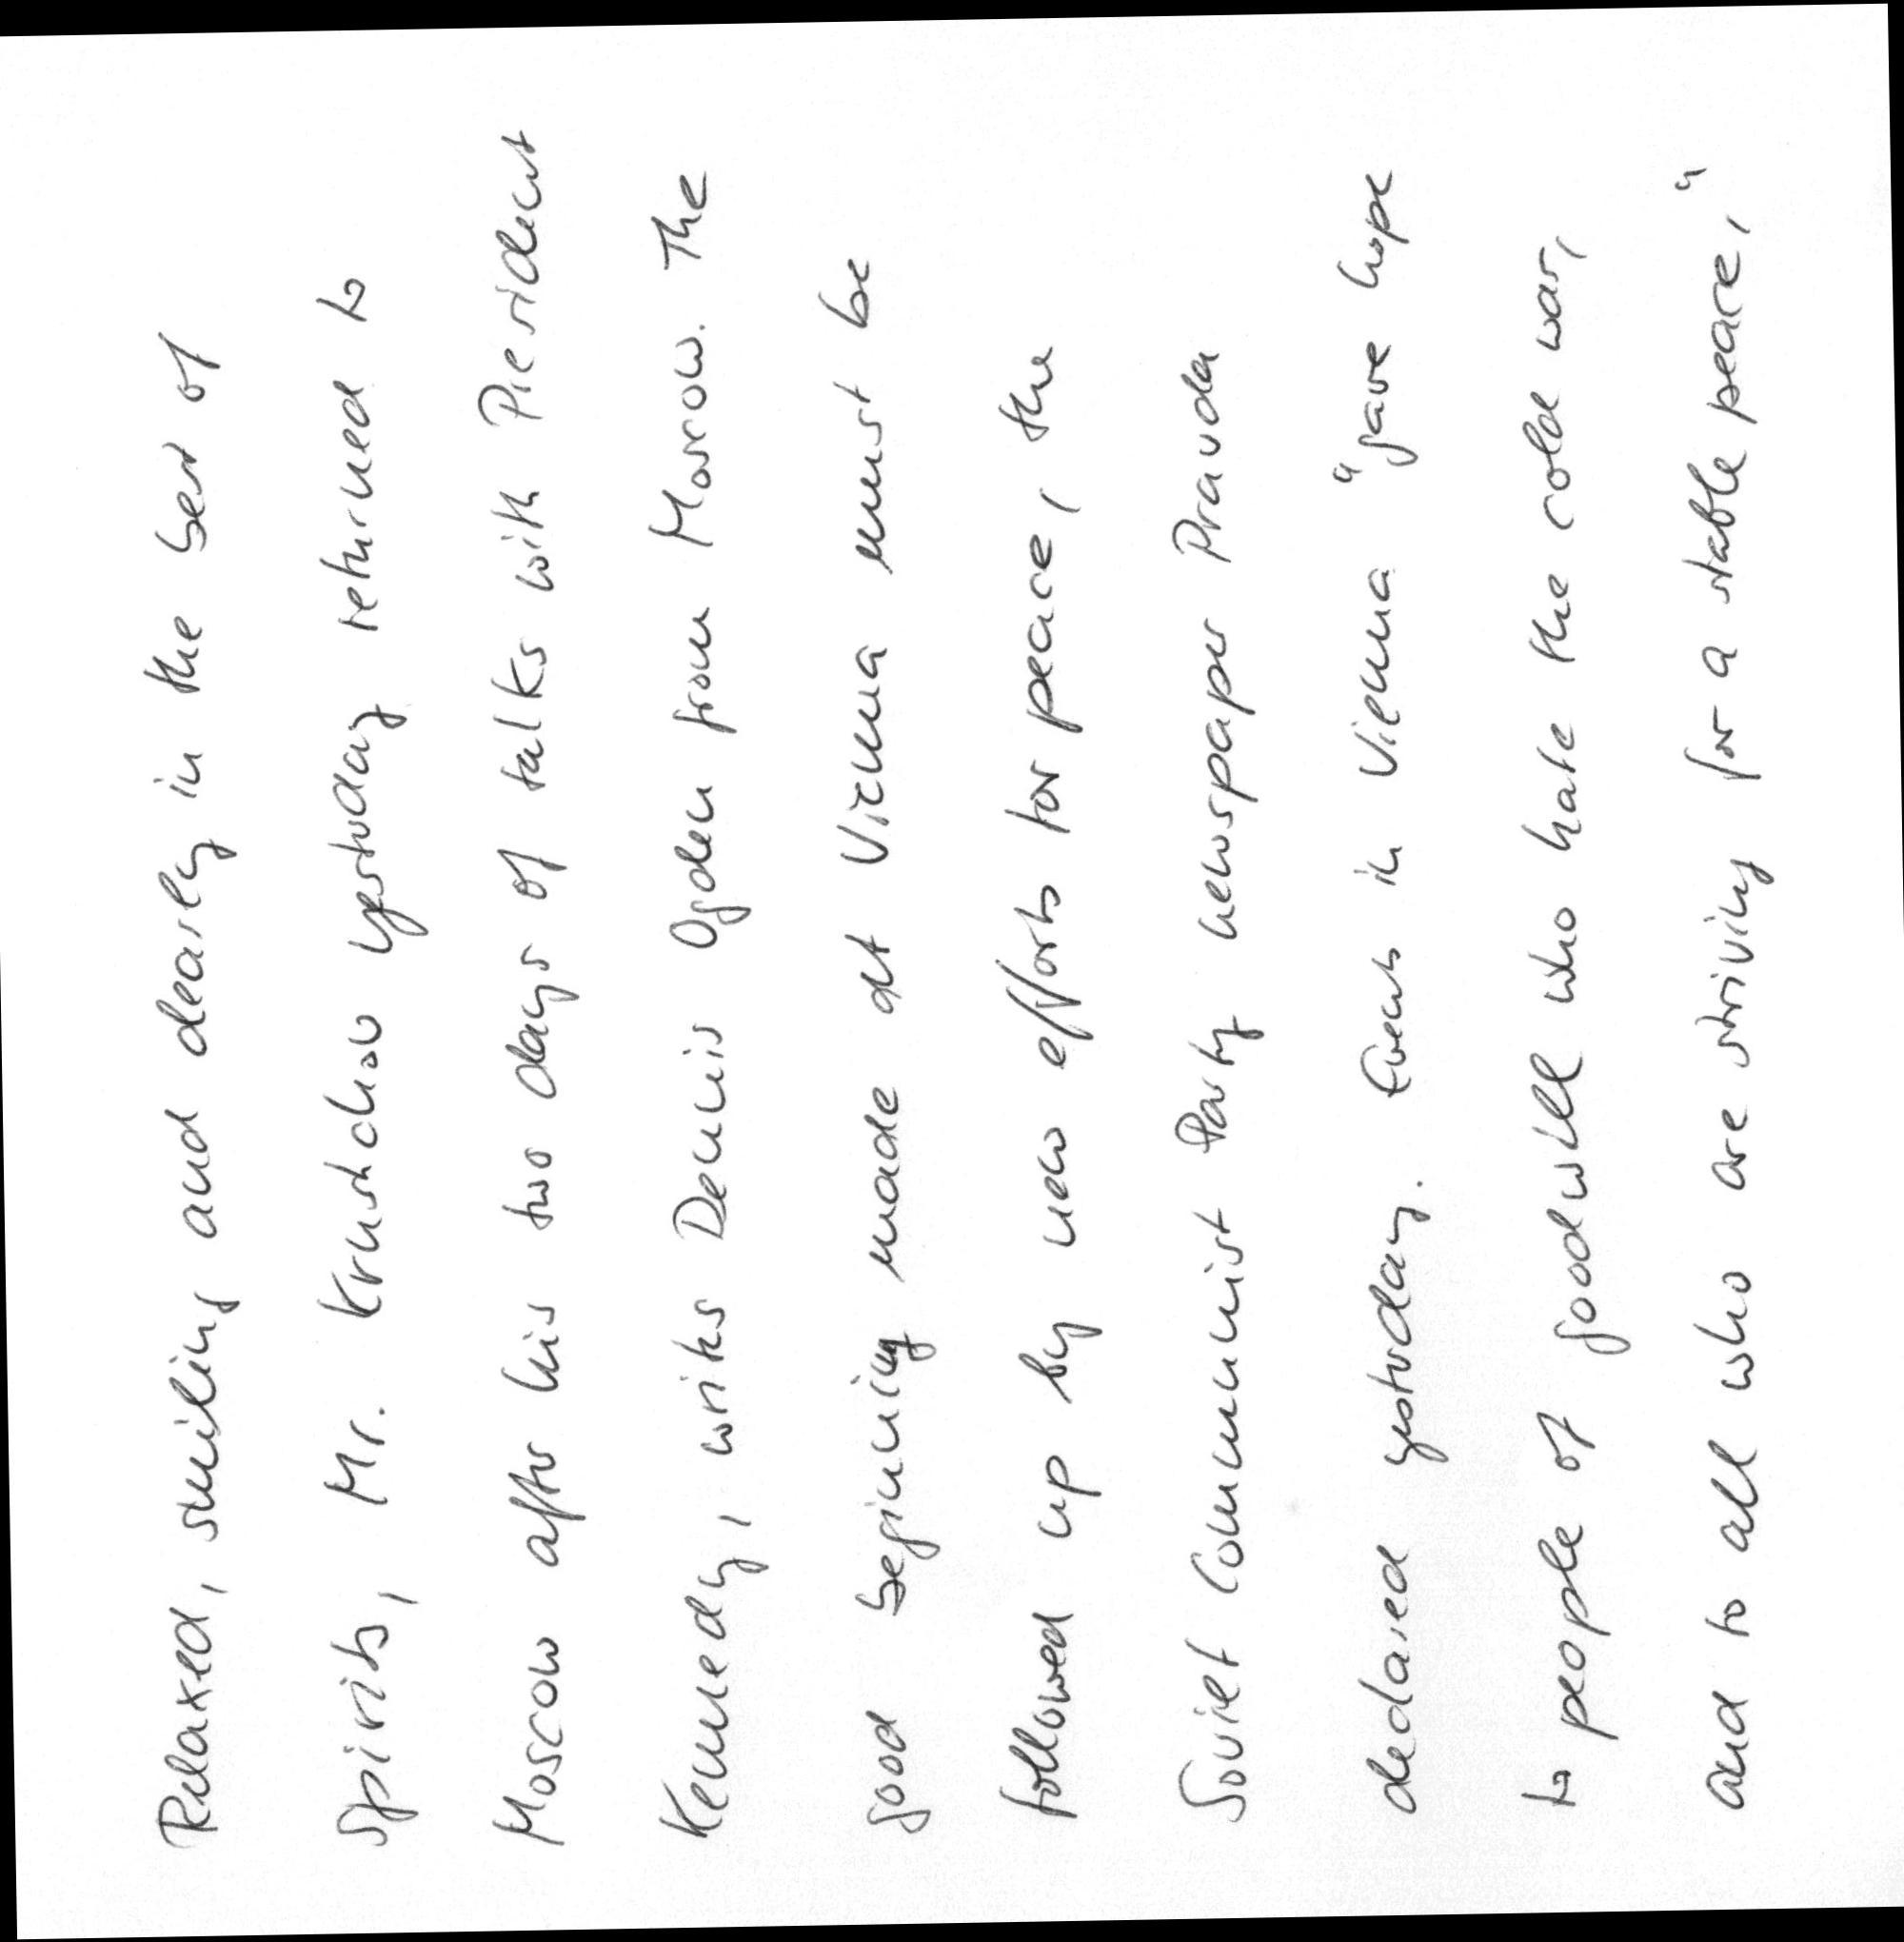 Relaxed, smiling and clearly in the best of
spirits, Mr. Krushchov yesterday returned to
Moscow after his two days of talks with President
Kennedy, writes Dennis Ogden from Moscow. The
good beginning made at Vienna must be
followed up by new efforts for peace, the
Soviet Communist Party newspaper Pravda
declared yesterday. Events in Vienna "gave hope
to people of goodwill who hate the cold war,
and to all who are striving for a stable peace,"